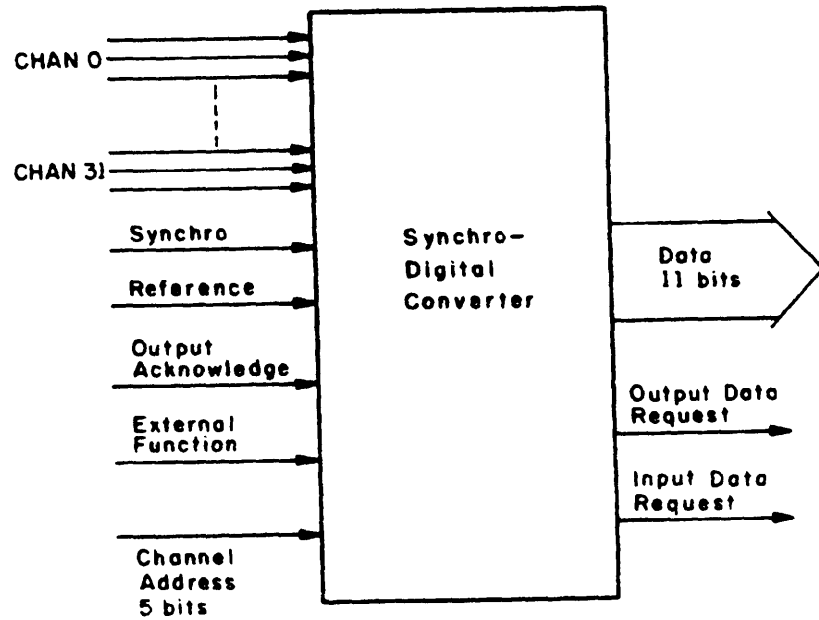 CHAN 0
CHAN 31
Synchro
Reference
Output
Acknowledge
External
Function
Channel
Address
5 bits
Synchro-
Digital
Converter
Data
11 bits
Output Data
Request
Input Data
Request